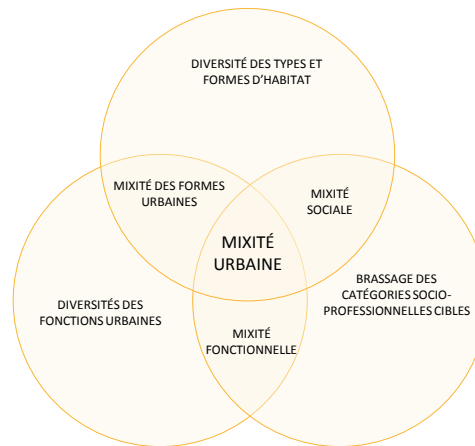 DIVERSITÉ DES TYPES ET
FORMES D'HABITAT
MIXITÉ DES FORMES
URBAINES
MIXITÉ
SOCIALE
MIXITÉ
URBAINE
DIVERSITÉS DES
FONCTIONS URBAINES
BRASSAGE DES
CATÉGORIES SOCIO-
PROFESSIONNELLES CIBLES
MIXITÉ
FONCTIONNELLE